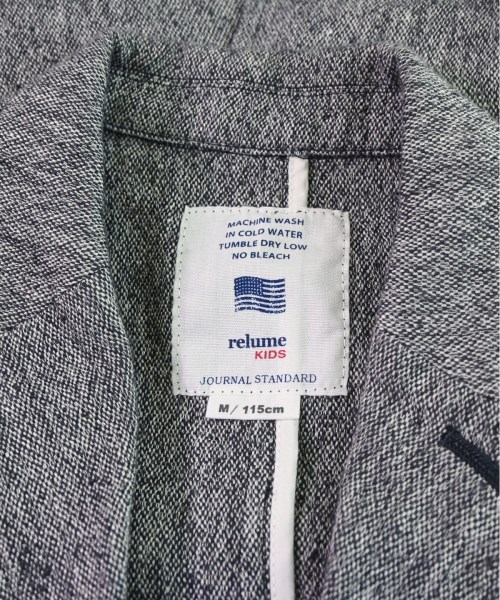 MACHINE WASH
IN COLD WATER
TUMBLE DRY LOW
NO BLEACH
relume
KIDS
JOURNAL STANDARD
M / 115cm